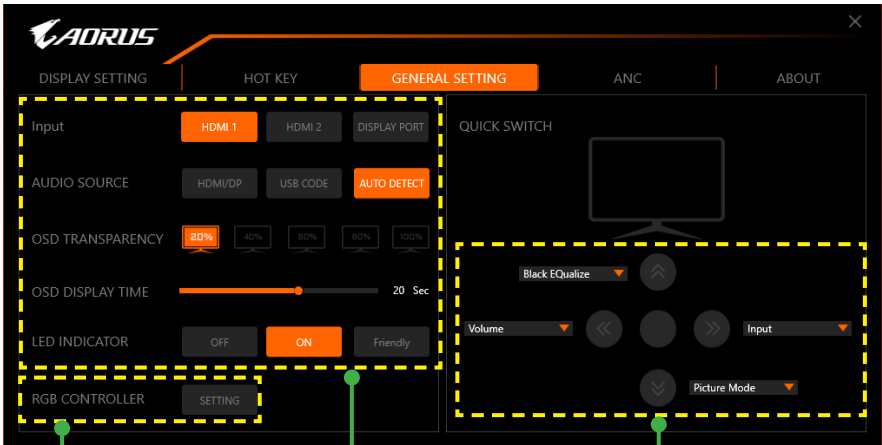 AORUS
DISPLAY SETTING HOT KEY GENERAL SETTING ANC ABOUT
Input HDMI 1 HDMI 2 DISPLAY PORT
AUDIO SOURCE HDMI/DP USB CODE AUTO DETECT
OSD TRANSPARENCY 20% 40% 60% 80% 100%
OSD DISPLAY TIME 20 Sec
LED INDICATOR OFF ON Friendly
RGB CONTROLLER SETTING
QUICK SWITCH
Black EQualize
Volume Input
Picture Mode